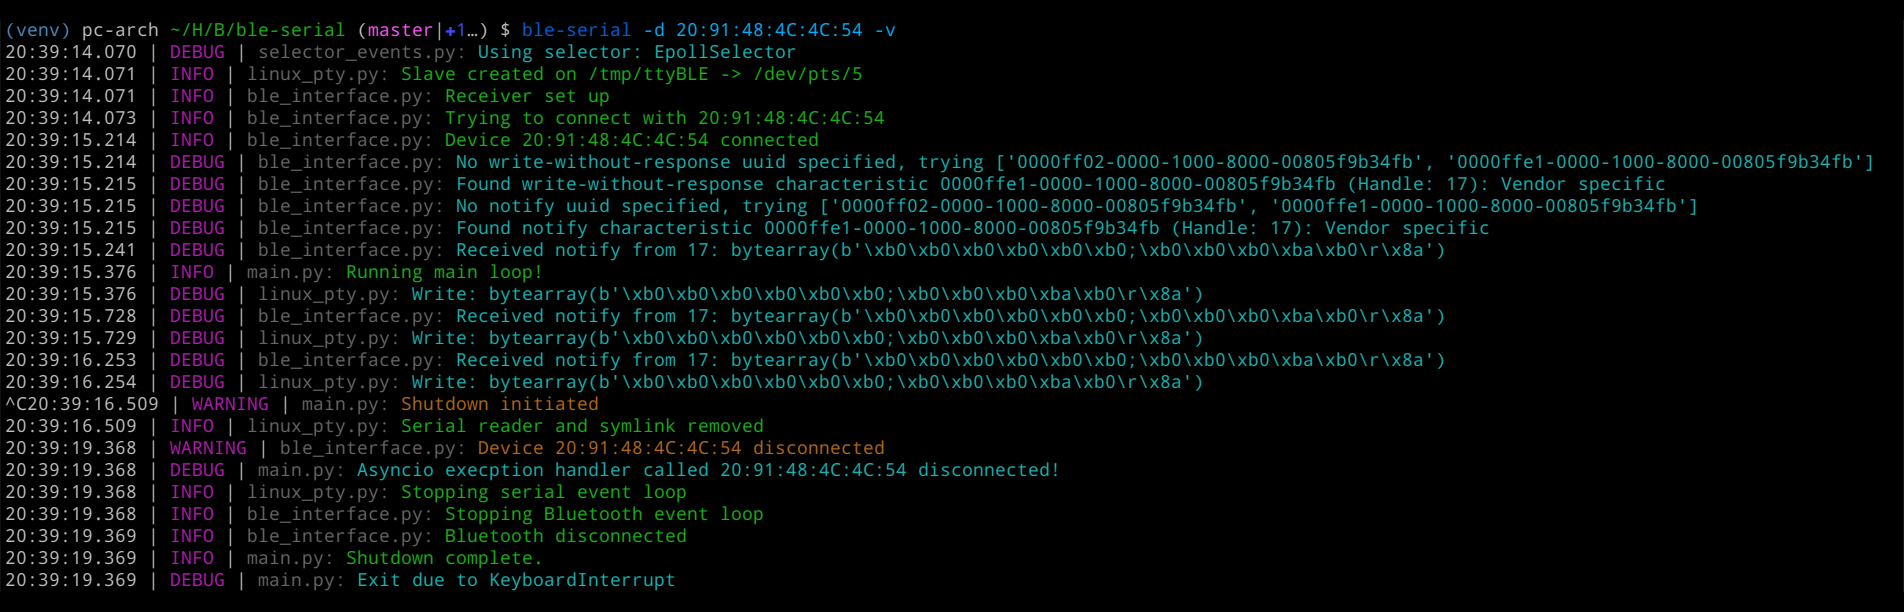 (venv) pc-arch ~/H/B/ble-serial (master|+1…) $ ble-serial -d 20:91:48:4C:4C:54 -v
20:39:14.070 | DEBUG | selector_events.py: Using selector: EpollSelector
20:39:14.071 | INFO | linux_pty.py: Slave created on /tmp/ttyBLE -> /dev/pts/5
20:39:14.071 | INFO | ble_interface.py: Receiver set up
20:39:14.073 | INFO | ble_interface.py: Trying to connect with 20:91:48:4C:4C:54
20:39:15.214 | INFO | ble_interface.py: Device 20:91:48:4C:4C:54 connected
20:39:15.214 | DEBUG | ble_interface.py: No write-without-response uuid specified, trying ['0000ff02-0000-1000-8000-00805f9b34fb', '0000ffe1-0000-1000-8000-00805f9b34fb']
20:39:15.215 | DEBUG | ble_interface.py: Found write-without-response characteristic 0000ffe1-0000-1000-8000-00805f9b34fb (Handle: 17): Vendor specific
20:39:15.215 | DEBUG | ble_interface.py: No notify uuid specified, trying ['0000ff02-0000-1000-8000-00805f9b34fb', '0000ffe1-0000-1000-8000-00805f9b34fb']
20:39:15.215 | DEBUG | ble_interface.py: Found notify characteristic 0000ffe1-0000-1000-8000-00805f9b34fb (Handle: 17): Vendor specific
20:39:15.241 | DEBUG | ble_interface.py: Received notify from 17: bytearray(b'\xb0\xb0\xb0\xb0\xb0\xb0;\xb0\xb0\xb0\xb0\xba\xb0\r\x8a')
20:39:15.376 | INFO | main.py: Running main loop!
20:39:15.376 | DEBUG | linux_pty.py: Write: bytearray(b'\xb0\xb0\xb0\xb0\xb0\xb0;\xb0\xb0\xb0\xb0\xba\xb0\r\x8a')
20:39:15.728 | DEBUG | ble_interface.py: Received notify from 17: bytearray(b'\xb0\xb0\xb0\xb0\xb0\xb0;\xb0\xb0\xb0\xb0\xba\xb0\r\x8a')
20:39:15.729 | DEBUG | linux_pty.py: Write: bytearray(b'\xb0\xb0\xb0\xb0\xb0\xb0;\xb0\xb0\xb0\xb0\xba\xb0\r\x8a')
20:39:16.253 | DEBUG | ble_interface.py: Received notify from 17: bytearray(b'\xb0\xb0\xb0\xb0\xb0\xb0;\xb0\xb0\xb0\xb0\xba\xb0\r\x8a')
20:39:16.254 | DEBUG | linux_pty.py: Write: bytearray(b'\xb0\xb0\xb0\xb0\xb0\xb0;\xb0\xb0\xb0\xb0\xba\xb0\r\x8a')
^C20:39:16.509 | WARNING | main.py: Shutdown initiated
20:39:16.509 | INFO | linux_pty.py: Serial reader and symlink removed
20:39:19.368 | WARNING | ble_interface.py: Device 20:91:48:4C:4C:54 disconnected
20:39:19.368 | DEBUG | main.py: Asyncio execption handler called 20:91:48:4C:4C:54 disconnected!
20:39:19.368 | INFO | linux_pty.py: Stopping serial event loop
20:39:19.368 | INFO | ble_interface.py: Stopping Bluetooth event loop
20:39:19.369 | INFO | ble_interface.py: Bluetooth disconnected
20:39:19.369 | INFO | main.py: Shutdown complete.
20:39:19.369 | DEBUG | main.py: Exit due to KeyboardInterrupt